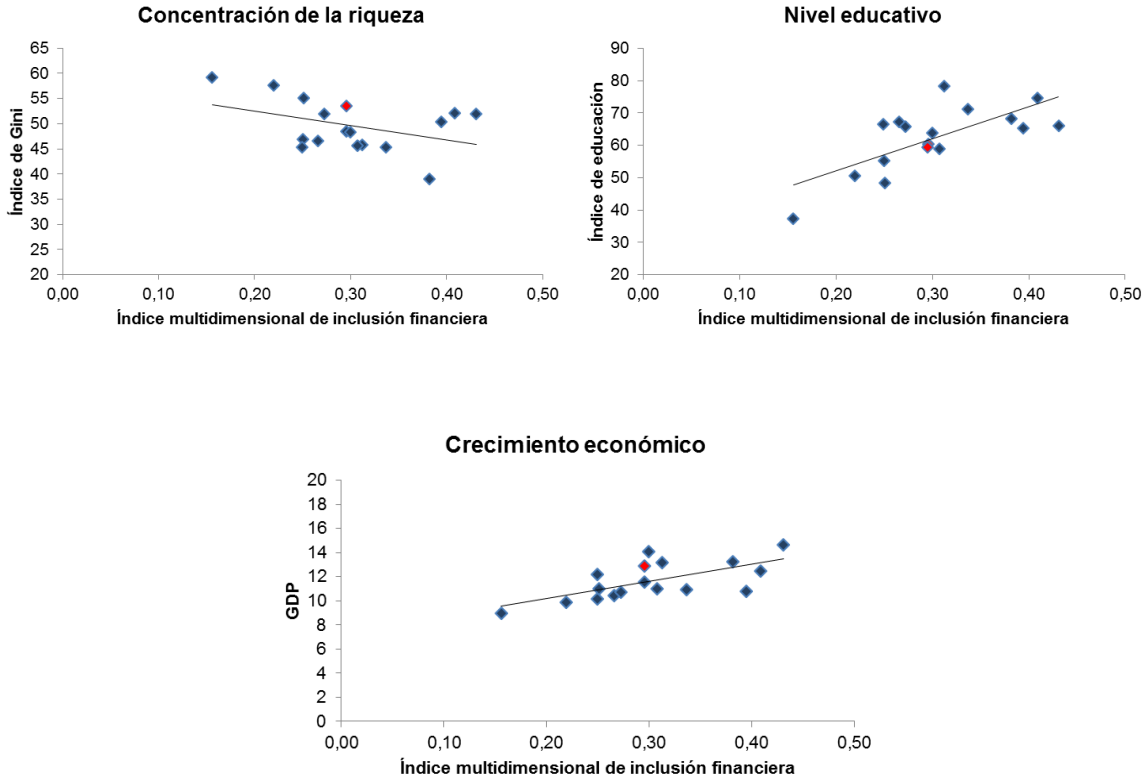 Concentración de la riqueza
Índice de Gini
65
60
55
50
45
40
35
30
25
20
0,00 0,10 0,20 0,30 0,40 0,50
Índice multidimensional de inclusión financiera
Nivel educativo
Índice de educación
90
80
70
60
50
40
30
20
0,00 0,10 0,20 0,30 0,40 0,50
Índice multidimensional de inclusión financiera
Crecimiento económico
GDP
20
18
16
14
12
10
8
6
4
2
0
0,00 0,10 0,20 0,30 0,40 0,50
Índice multidimensional de inclusión financiera